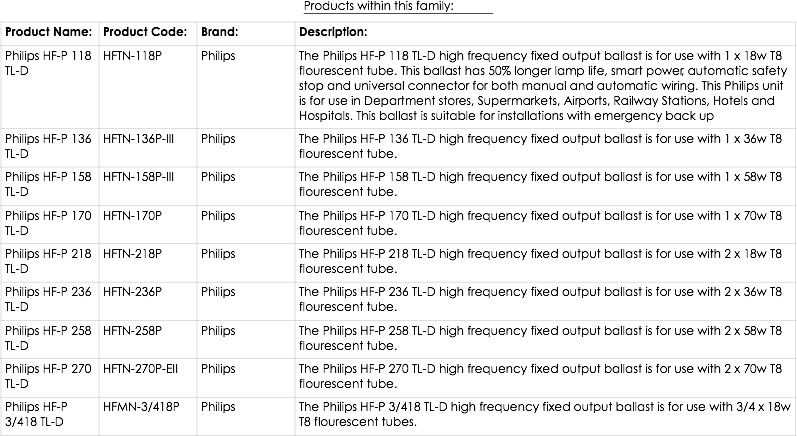 Products within this family:
Product Name: Product Code: Brand: Description:
Philips HF-P 118 HFTN-118P Philips The Philips HF-P 118 TL-D high frequency fixed output ballast is for use with 1 x 18w T8
TL-D flourescent tube. This ballast has 50% longer lamp life, smart power, automatic safety
stop and universal connector for both manual and automatic wiring. This Philips unit
is for use in Department stores, Supermarkets, Airports, Railway Stations, Hotels and
Hospitals. This ballast is suitable for installations with emergency back up
Philips HF-P 136 HFTN-136P-III Philips The Philips HF-P 136 TL-D high frequency fixed output ballast is for use with 1 x 36w T8
TL-D flourescent tube.
Philips HF-P 158 HFTN-158P-III Philips The Philips HF-P 158 TL-D high frequency fixed output ballast is for use with 1 x 58w T8
TL-D flourescent tube.
Philips HF-P 170 HFTN-170P Philips The Philips HF-P 170 TL-D high frequency fixed output ballast is for use with 1 x 70w T8
TL-D flourescent tube.
Philips HF-P 218 HFTN-218P Philips The Philips HF-P 218 TL-D high frequency fixed output ballast is for use with 2 x 18w T8
TL-D flourescent tube.
Philips HF-P 236 HFTN-236P Philips The Philips HF-P 236 TL-D high frequency fixed output ballast is for use with 2 x 36w T8
TL-D flourescent tube.
Philips HF-P 258 HFTN-258P Philips The Philips HF-P 258 TL-D high frequency fixed output ballast is for use with 2 x 58w T8
TL-D flourescent tube.
Philips HF-P 270 HFTN-270P-EII Philips The Philips HF-P 270 TL-D high frequency fixed output ballast is for use with 2 x 70w T8
TL-D flourescent tube.
Philips HF-P HFMN-3/418P Philips The Philips HF-P 3/418 TL-D high frequency fixed output ballast is for use with 3/4 x 18w
3/418 TL-D T8 flourescent tubes.